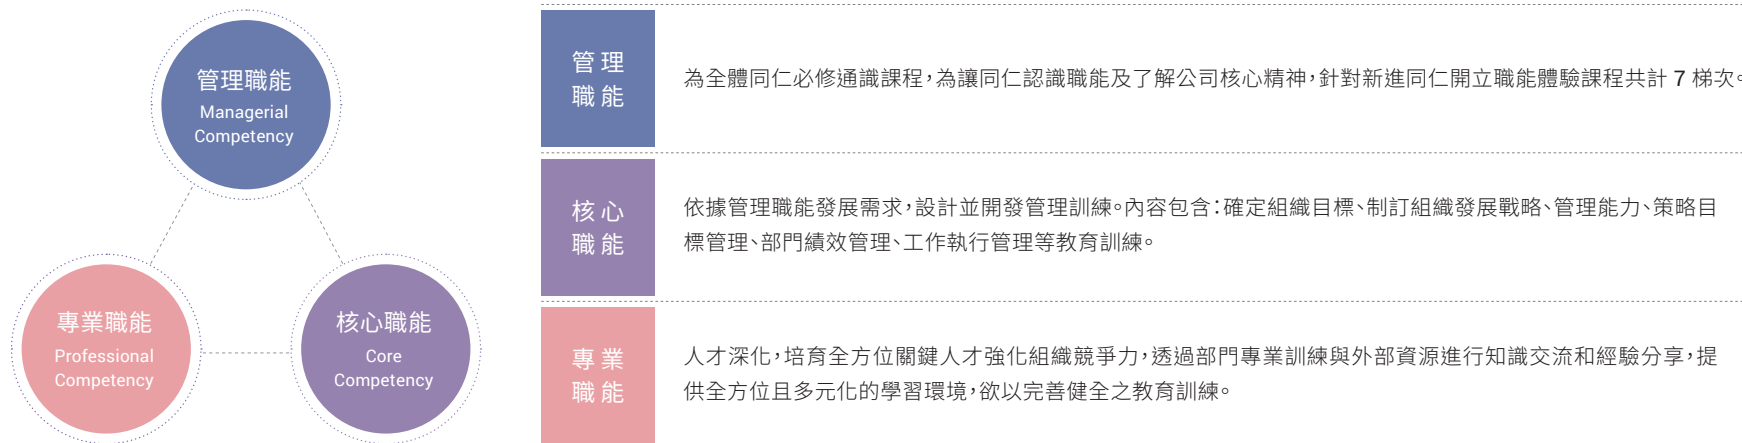 管理職能
Managerial
Competency
專業職能
Professional
Competency
核心職能
Core
Competency
管理
職能
為全體同仁必修通識課程，為讓同仁認識職能及了解公司核心精神，針對新進同仁開立職能體驗課程共計 7 梯次。
核心
職能
依據管理職能發展需求，設計並開發管理訓練。內容包含：確定組織目標、制訂組織發展戰略、管理能力、策略目
標管理、部門績效管理、工作執行管理等教育訓練。
專業
職能
人才深化，培育全方位關鍵人才強化組織競爭力，透過部門專業訓練與外部資源進行知識交流和經驗分享，提
供全方位且多元化的學習環境，欲以完善健全之教育訓練。